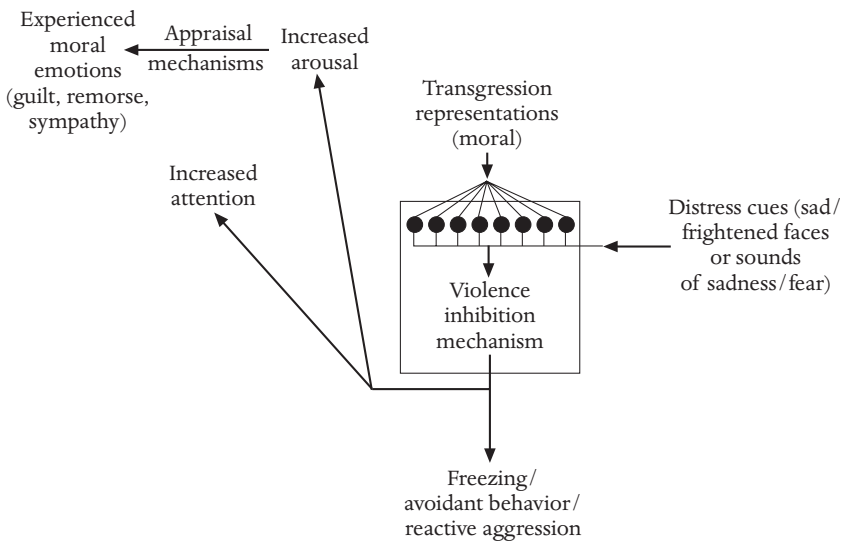 Experienced
moral
emotions
(guilt, remorse,
sympathy)
Appraisal
mechanisms
Increased
arousal
Transgression
representations
(moral)
Increased
attention
Distress cues (sad/
frightened faces
or sounds
of sadness/fear)
Violence
inhibition
mechanism
Freezing/
avoidant behavior/
reactive aggression